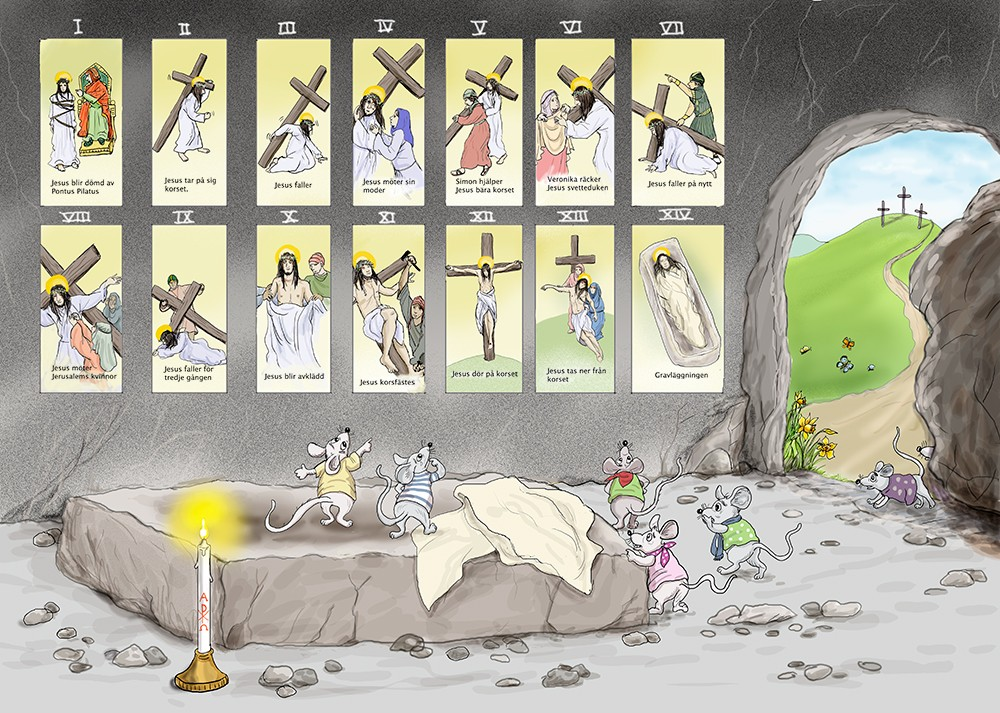 I
II
III
IV
V
VI
VII
Jesus blir dömd av
Pontus Pilatus
Jesus tar på sig
korset.
Jesus faller
Jesus möter sin
moder
Simon hjälper
Jesus bära korset
Veronika räcker
Jesus svetteduken
Jesus faller på nytt
VIII
IX
X
XI
XII
XIII
XIV
Jesus möter
Jerusalems kvinnor
Jesus faller för
tredje gången
Jesus blir avklädd
Jesus korsfästes
Jesus dör på korset
Jesus tas ner från
korset
Gravläggningen
Α
Ω